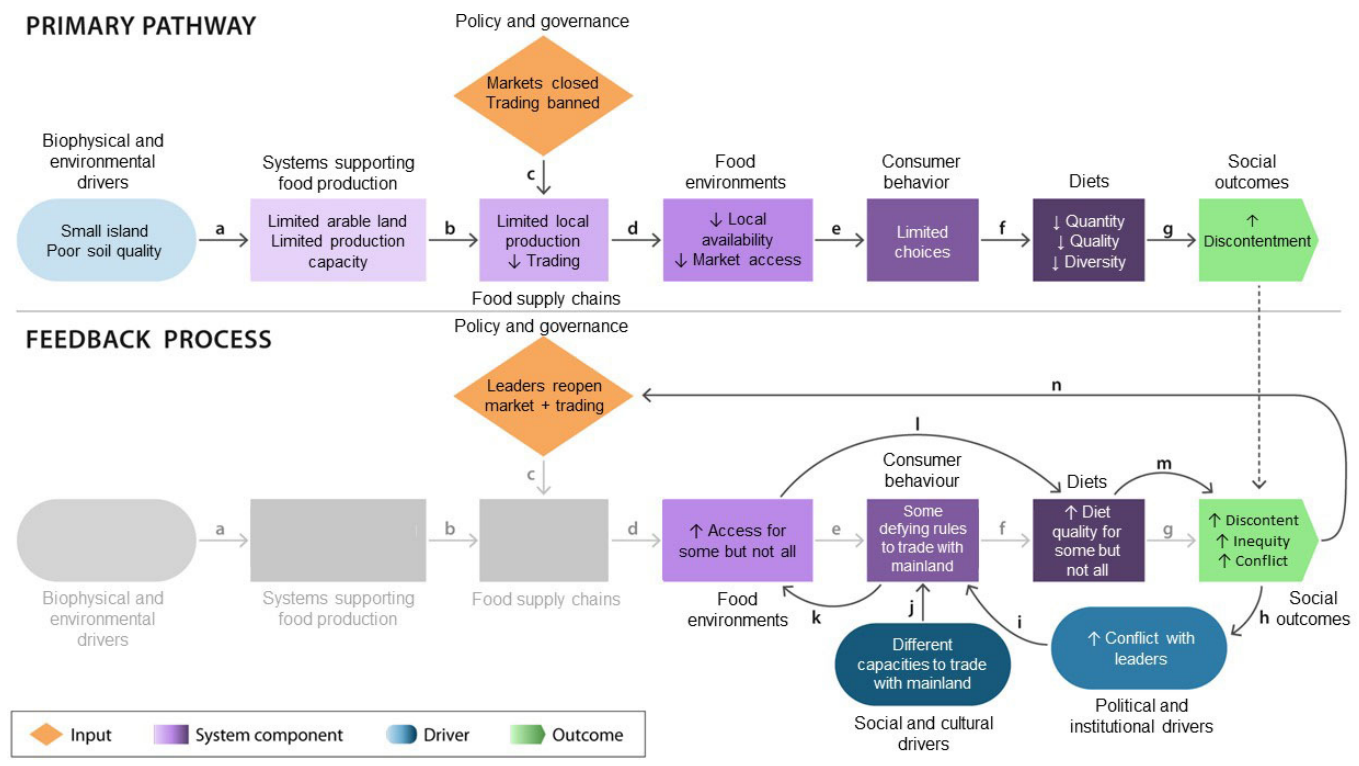 PRIMARY PATHWAY
Policy and governance
Markets closed
Trading banned
Biophysical and
environmental
drivers
Systems supporting
food production
c
Food
environments
Consumer
behavior
Diets
Social
outcomes
Small island
Poor soil quality
a
Limited arable land
Limited production
capacity
b
Limited local
production
↓ Trading
d
↓ Local
availability
↓ Market access
e
Limited
choices
f
↓ Quantity
↓ Quality
↓ Diversity
g
↑
Discontentment
Food supply chains
FEEDBACK PROCESS
Policy and governance
Leaders reopen
market + trading
n
l
c
Consumer
behaviour
Diets
m
a
b
d
↑ Access for
some but not all
e
Some
defying rules
to trade with
mainland
f
↑ Diet
quality for
some but
not all
g
↑ Discontent
↑ Inequity
↑ Conflict
Biophysical and
environmental
drivers
Systems supporting
food production
Food supply chains
Food
environments
k
j
i
h
Social
outcomes
Different
capacities to trade
with mainland
↑ Conflict with
leaders
Social and cultural
drivers
Political and
institutional drivers
Input
System component
Driver
Outcome